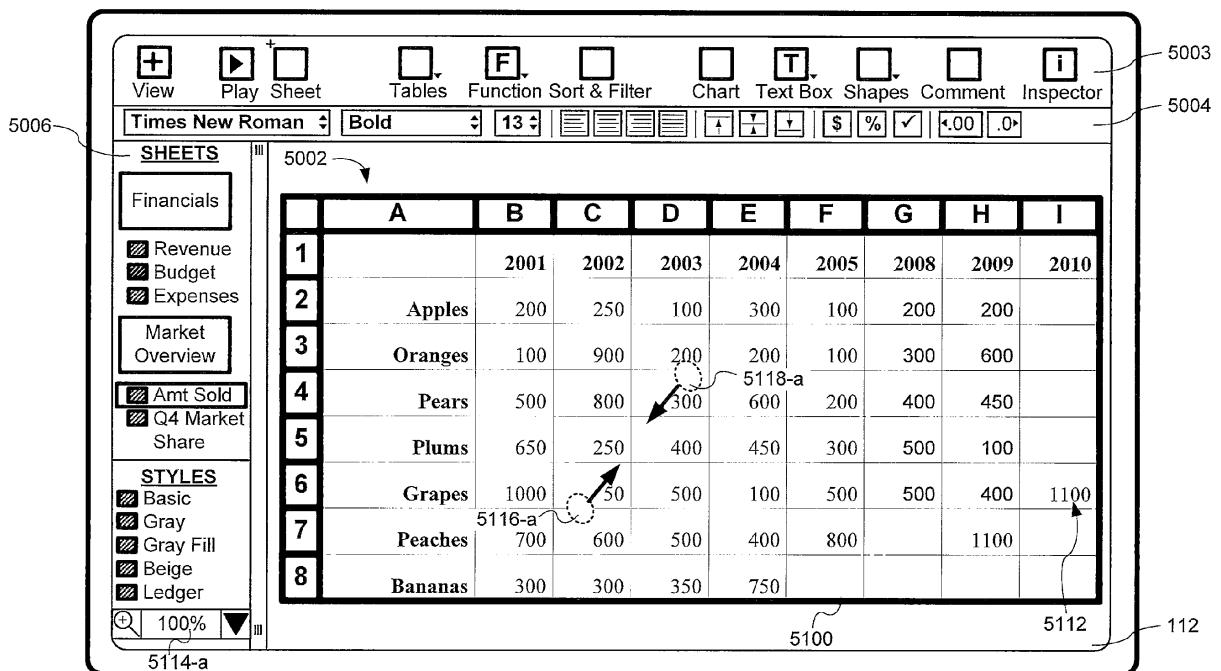 View Play Sheet Tables Function Sort & Filter Chart Text Box Shapes Comment Inspector
F T i
5003
Times New Roman Bold 13 $ % ✓ .00 .0
5004
5006
SHEETS
Financials
Revenue
Budget
Expenses
Market
Overview
Amt Sold
Q4 Market
Share
STYLES
Basic
Gray
Gray Fill
Beige
Ledger
100%
5114-a
5002
A B C D E F G H I
1 2001 2002 2003 2004 2005 2008 2009 2010
2 Apples 200 250 100 300 100 200 200
3 Oranges 100 900 200 200 100 300 600
5118-a
4 Pears 500 800 300 600 200 400 450
5 Plums 650 250 400 450 300 500 100
6 Grapes 1000 50 500 100 500 500 400 1100
5116-a
7 Peaches 700 600 500 400 800 1100
8 Bananas 300 300 350 750
5100
5112
112